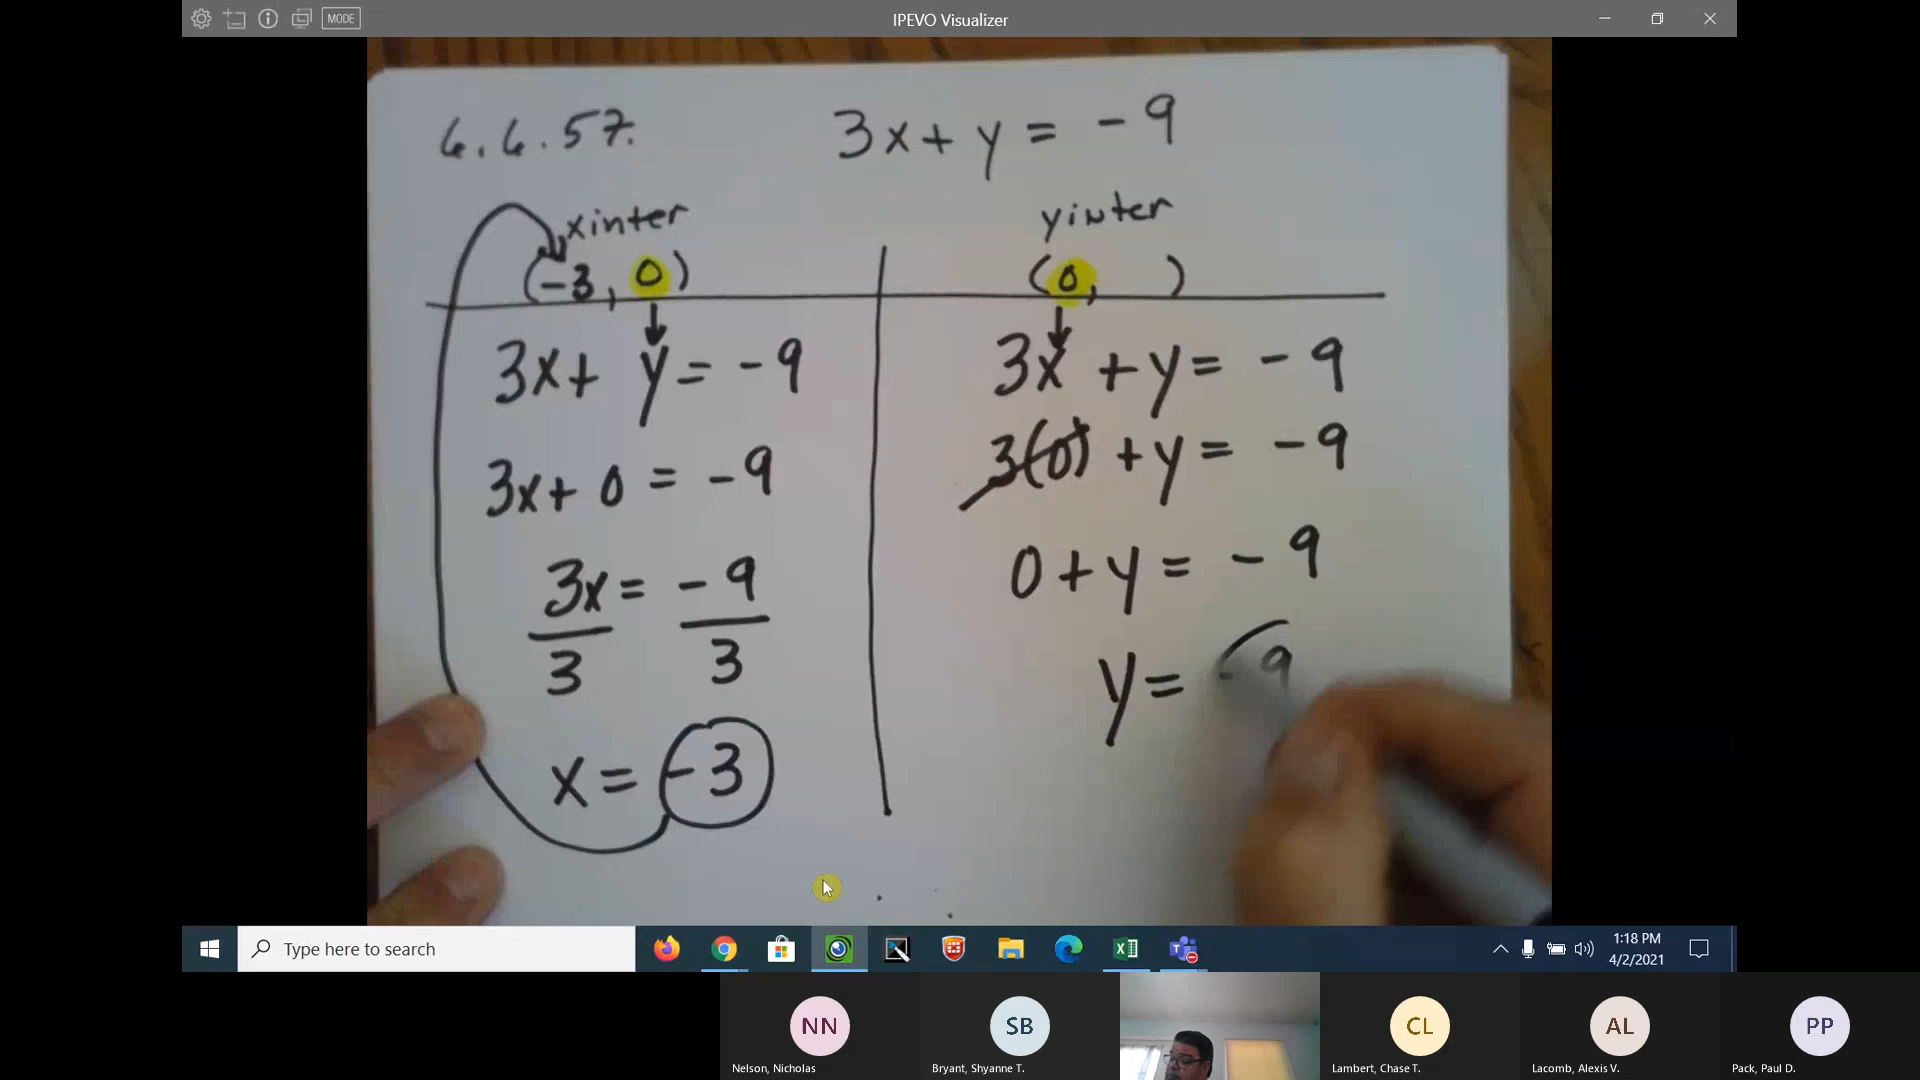 MODE
IPEVO Visualizer
6.6.57.
3x + y = -9
xinter
(-3, 0)
3x + y = -9
3x + 0 = -9
3x = -9
3 3
x = -3
yinter
(0, )
3x + y = -9
3(0) + y = -9
0 + y = -9
y = -9
Type here to search
1:18 PM
4/2/2021
NN
SB
CL
AL
PP
Nelson, Nicholas
Bryant, Shyanne T.
Lambert, Chase T.
Lacomb, Alexis V.
Pack, Paul D.